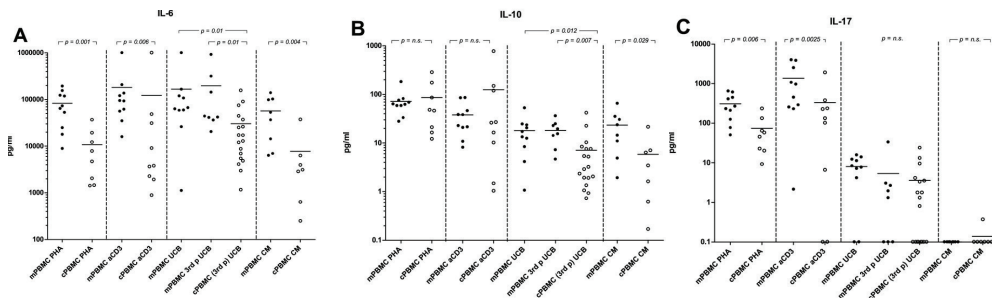 IL-6
A
p = 0.001
p = 0.006
p = 0.01
p = 0.01
p = 0.004
pg/ml
1000000
100000
10000
1000
100
mPBMC PHA
cPBMC PHA
mPBMC aCD3
cPBMC aCD3
mPBMC UCB
mPBMC 3rd p UCB
cPBMC (3rd p) UCB
mPBMC CM
cPBMC CM
IL-10
B
p = n.s.
p = n.s.
p = 0.012
p = 0.007
p = 0.029
pg/ml
1000
100
10
1
0.1
mPBMC PHA
cPBMC PHA
mPBMC aCD3
cPBMC aCD3
mPBMC UCB
mPBMC 3rd p UCB
cPBMC (3rd p) UCB
mPBMC CM
cPBMC CM
IL-17
C
p = 0.006
p = 0.0025
p = n.s.
p = n.s.
pg/ml
10000
1000
100
10
1
0.1
mPBMC PHA
cPBMC PHA
mPBMC aCD3
cPBMC aCD3
mPBMC UCB
mPBMC 3rd p UCB
cPBMC (3rd p) UCB
mPBMC CM
cPBMC CM